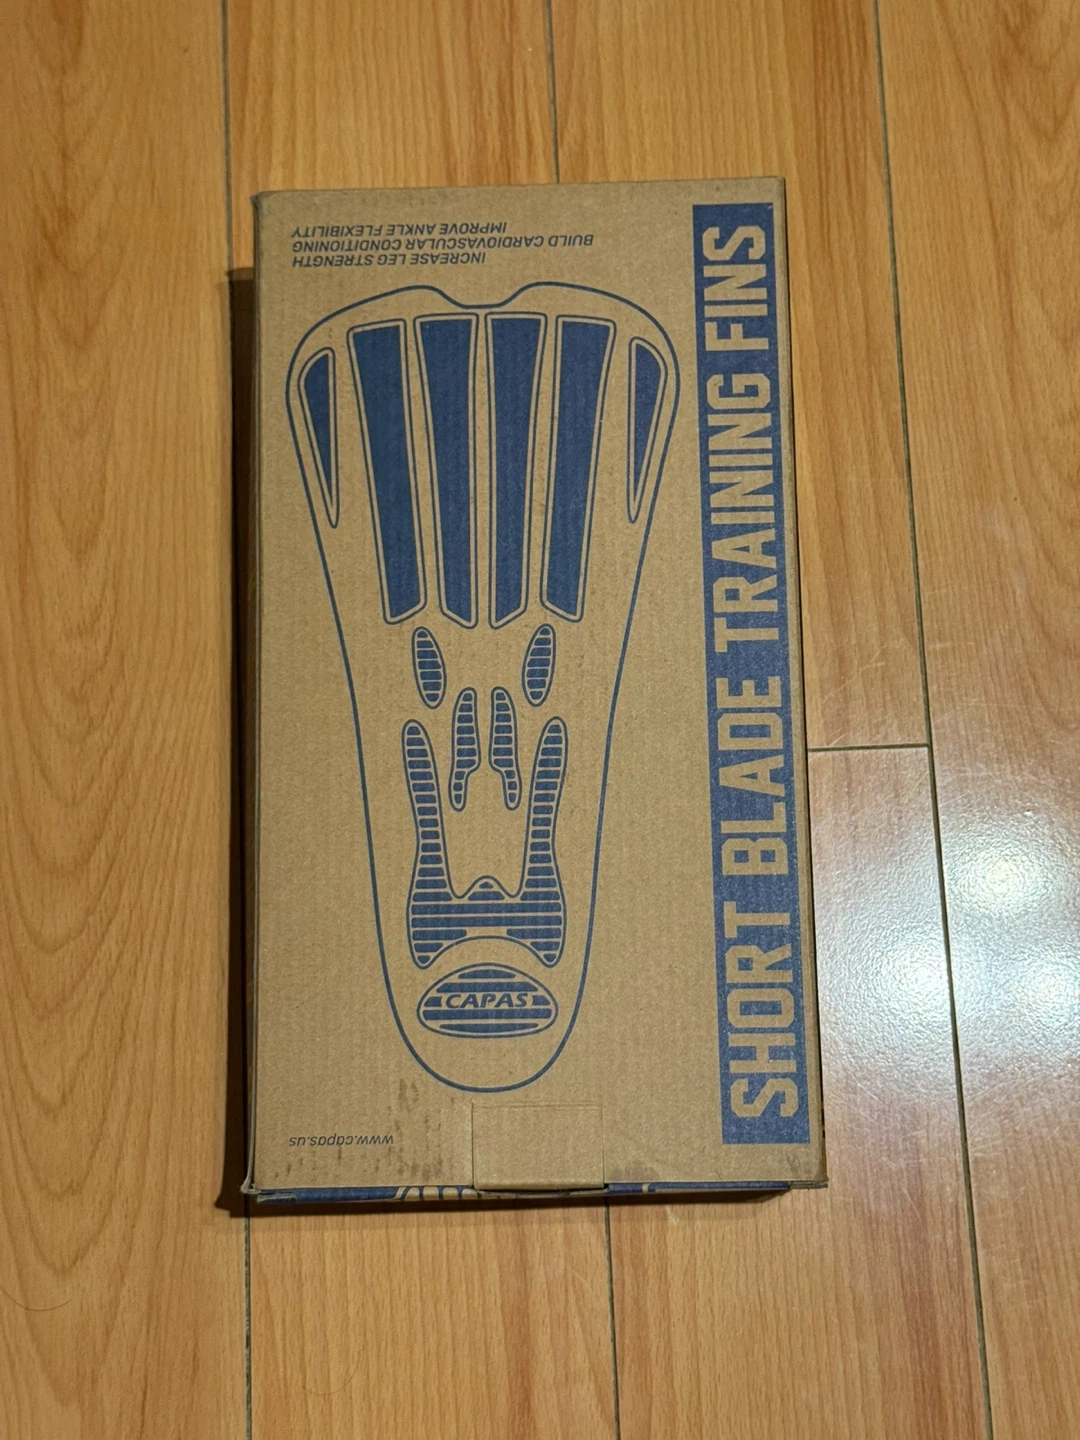 SHORT BLADE TRAINING FINS
INCREASE LEG STRENGTH
BUILD CARDIOVASCULAR CONDITIONING
IMPROVE ANKLE FLEXIBILITY
CAPAS
www.capas.us